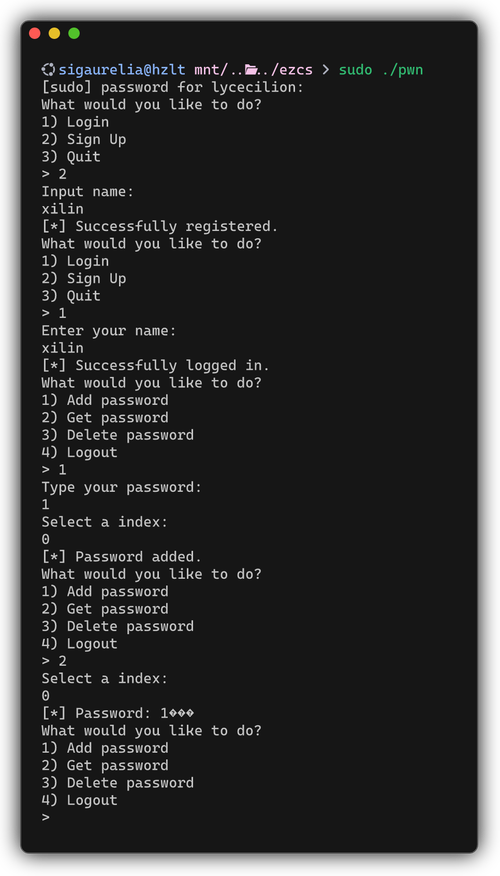 sigaurelia@hzlt mnt/..../ezcs > sudo ./pwn
[sudo] password for lycecilion:
What would you like to do?
1) Login
2) Sign Up
3) Quit
> 2
Input name:
xilin
[*] Successfully registered.
What would you like to do?
1) Login
2) Sign Up
3) Quit
> 1
Enter your name:
xilin
[*] Successfully logged in.
What would you like to do?
1) Add password
2) Get password
3) Delete password
4) Logout
> 1
Type your password:
1
Select a index:
0
[*] Password added.
What would you like to do?
1) Add password
2) Get password
3) Delete password
4) Logout
> 2
Select a index:
0
[*] Password: 1���
What would you like to do?
1) Add password
2) Get password
3) Delete password
4) Logout
>